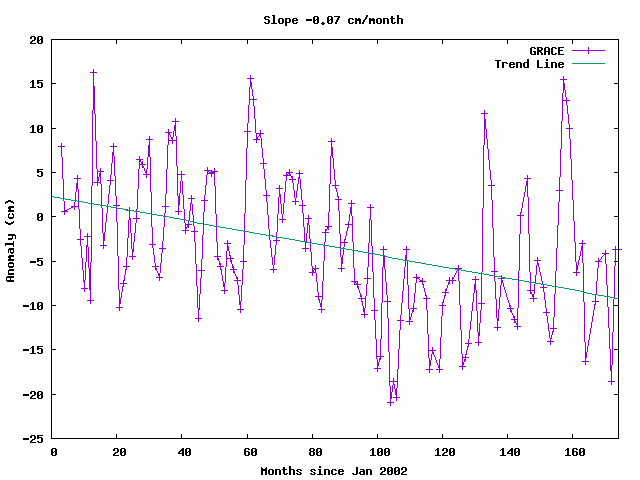 Slope -0.07 cm/month
GRACE
Trend Line
20
15
10
5
0
-5
-10
-15
-20
-25
Anomaly (cm)
0 20 40 60 80 100 120 140 160
Months since Jan 2002